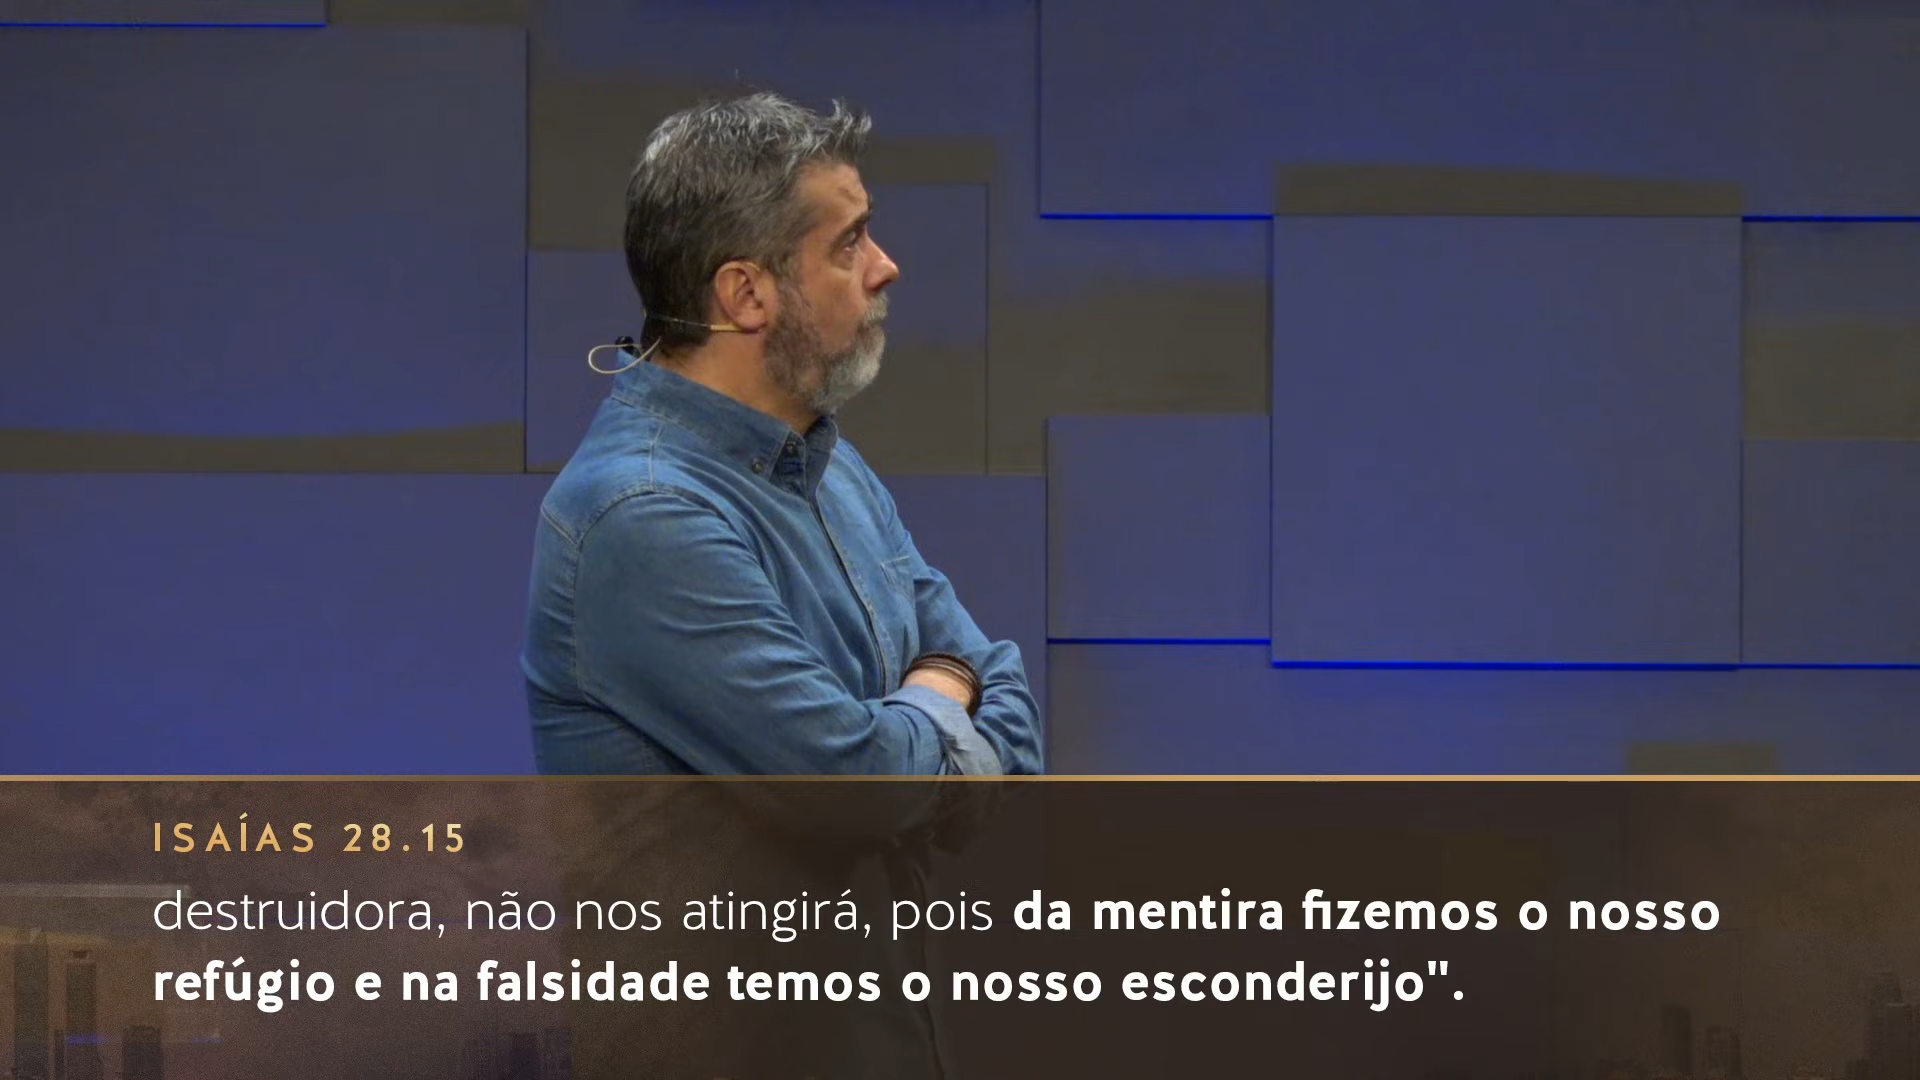 ISAÍAS 28.15
destruidora, não nos atingirá, pois da mentira fizemos o nosso
refúgio e na falsidade temos o nosso esconderijo".